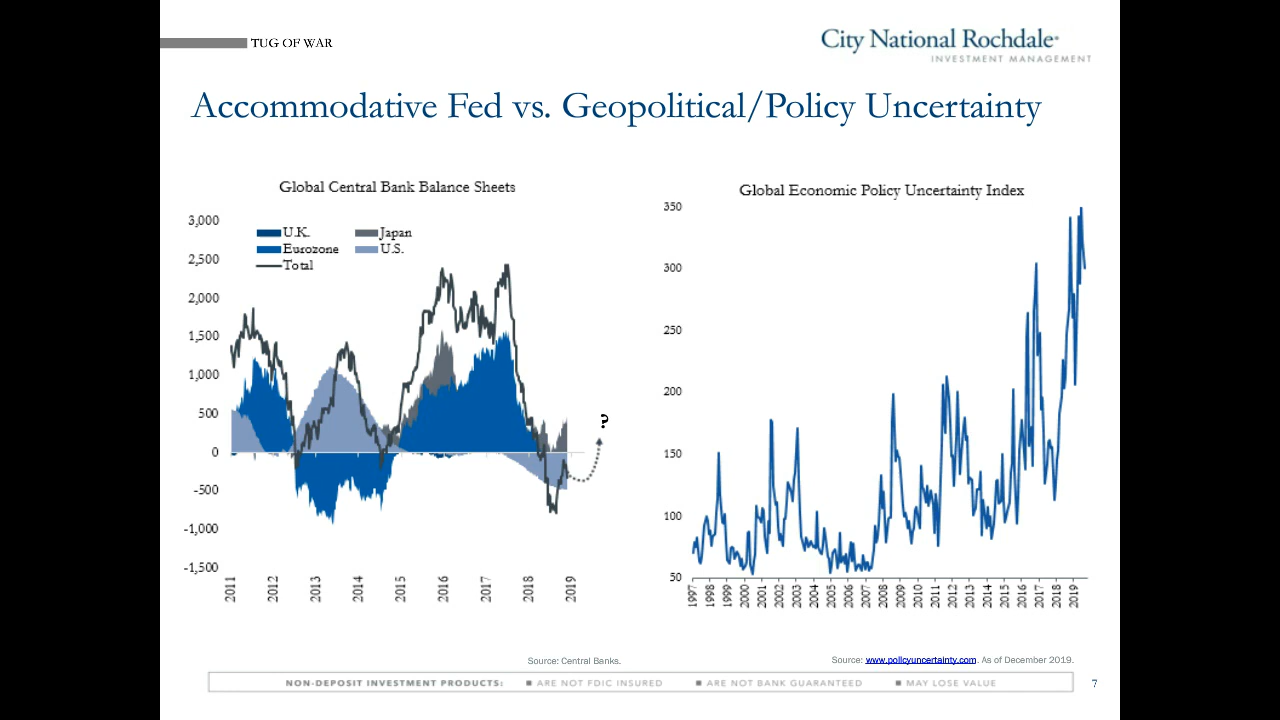 TUG OF WAR
City National Rochdale
INVESTMENT MANAGEMENT
Accommodative Fed vs. Geopolitical/Policy Uncertainty
Global Central Bank Balance Sheets
3,000
2,500
2,000
1,500
1,000
500
0
-500
-1,000
-1,500
U.K.
Japan
Eurozone
U.S.
Total
?
2011 2012 2013 2014 2015 2016 2017 2018 2019
Source: Central Banks.
Global Economic Policy Uncertainty Index
350
300
250
200
150
100
50
1997 1998 1999 2000 2001 2002 2003 2004 2005 2006 2007 2008 2009 2010 2011 2012 2013 2014 2015 2016 2017 2018 2019
Source: www.policyuncertainty.com. As of December 2019.
NON-DEPOSIT INVESTMENT PRODUCTS: ■ ARE NOT FDIC INSURED ■ ARE NOT BANK GUARANTEED ■ MAY LOSE VALUE
7